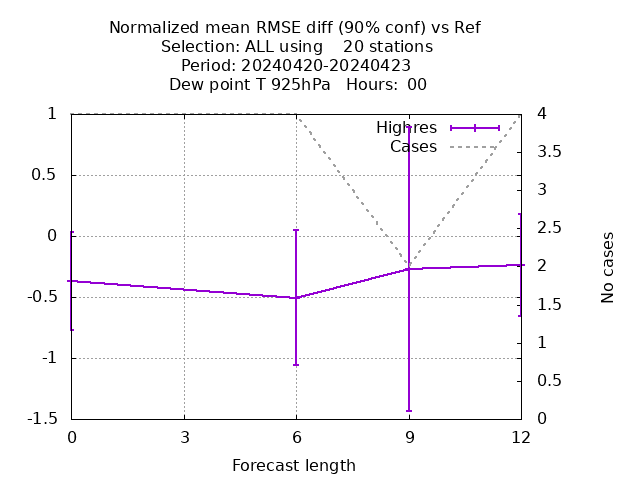 Normalized mean RMSE diff (90% conf) vs Ref
Selection: ALL using    20 stations
Period: 20240420-20240423
Dew point T 925hPa   Hours:  00
1
0.5
0
-0.5
-1
-1.5
4
3.5
3
2.5
2
1.5
1
0.5
0
Highres
Cases
No cases
0 3 6 9 12
Forecast length